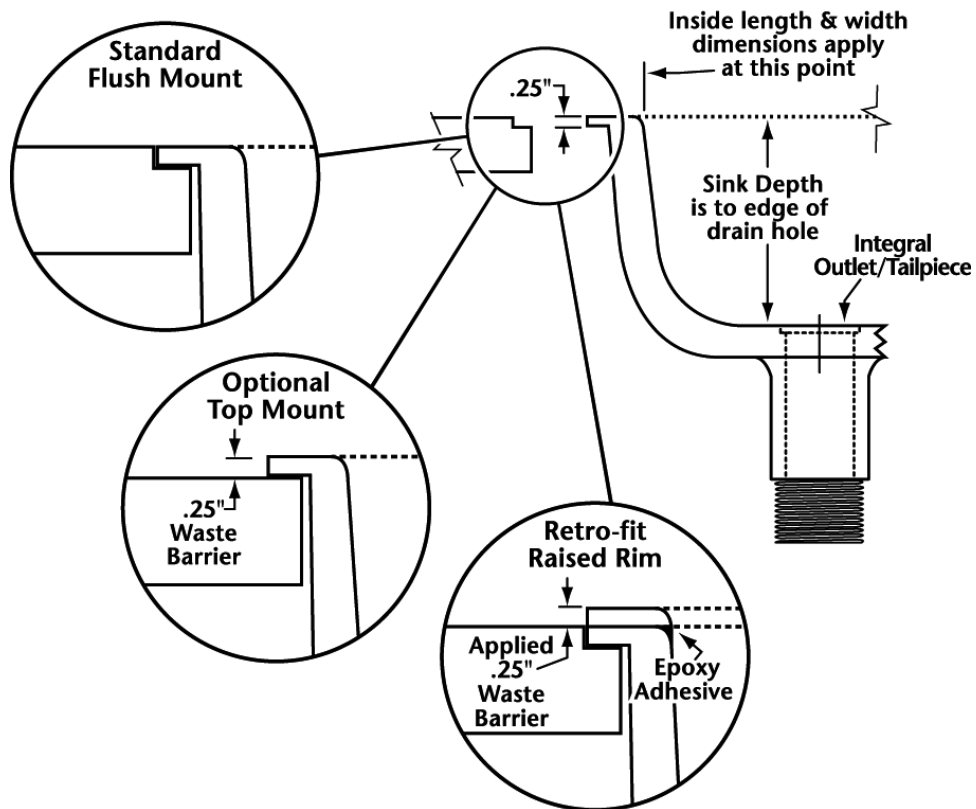 Standard
Flush Mount
.25"
Inside length & width
dimensions apply
at this point
Sink Depth
is to edge of
drain hole
Integral
Outlet/Tailpiece
Optional
Top Mount
.25"
Waste
Barrier
Retro-fit
Raised Rim
Applied
.25"
Waste
Barrier
Epoxy
Adhesive